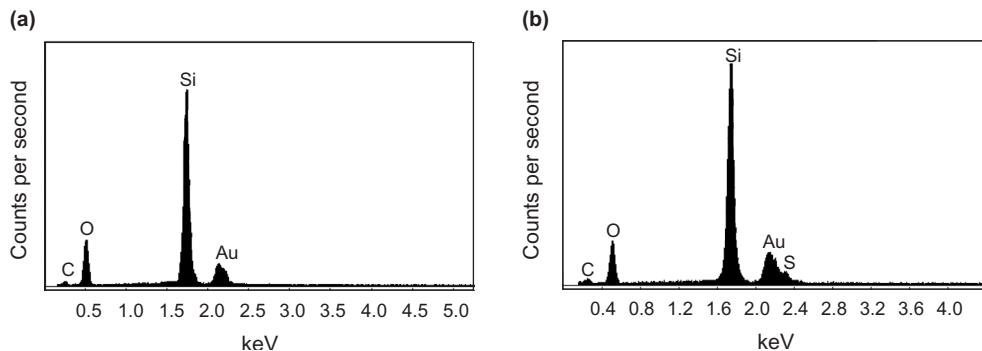 (a)
Counts per second
Si
O
C
Au
0.5 1.0 1.5 2.0 2.5 3.0 3.5 4.0 4.5 5.0
keV
(b)
Counts per second
Si
O
C
Au
S
0.4 0.8 1.2 1.6 2.0 2.4 2.8 3.2 3.6 4.0
keV